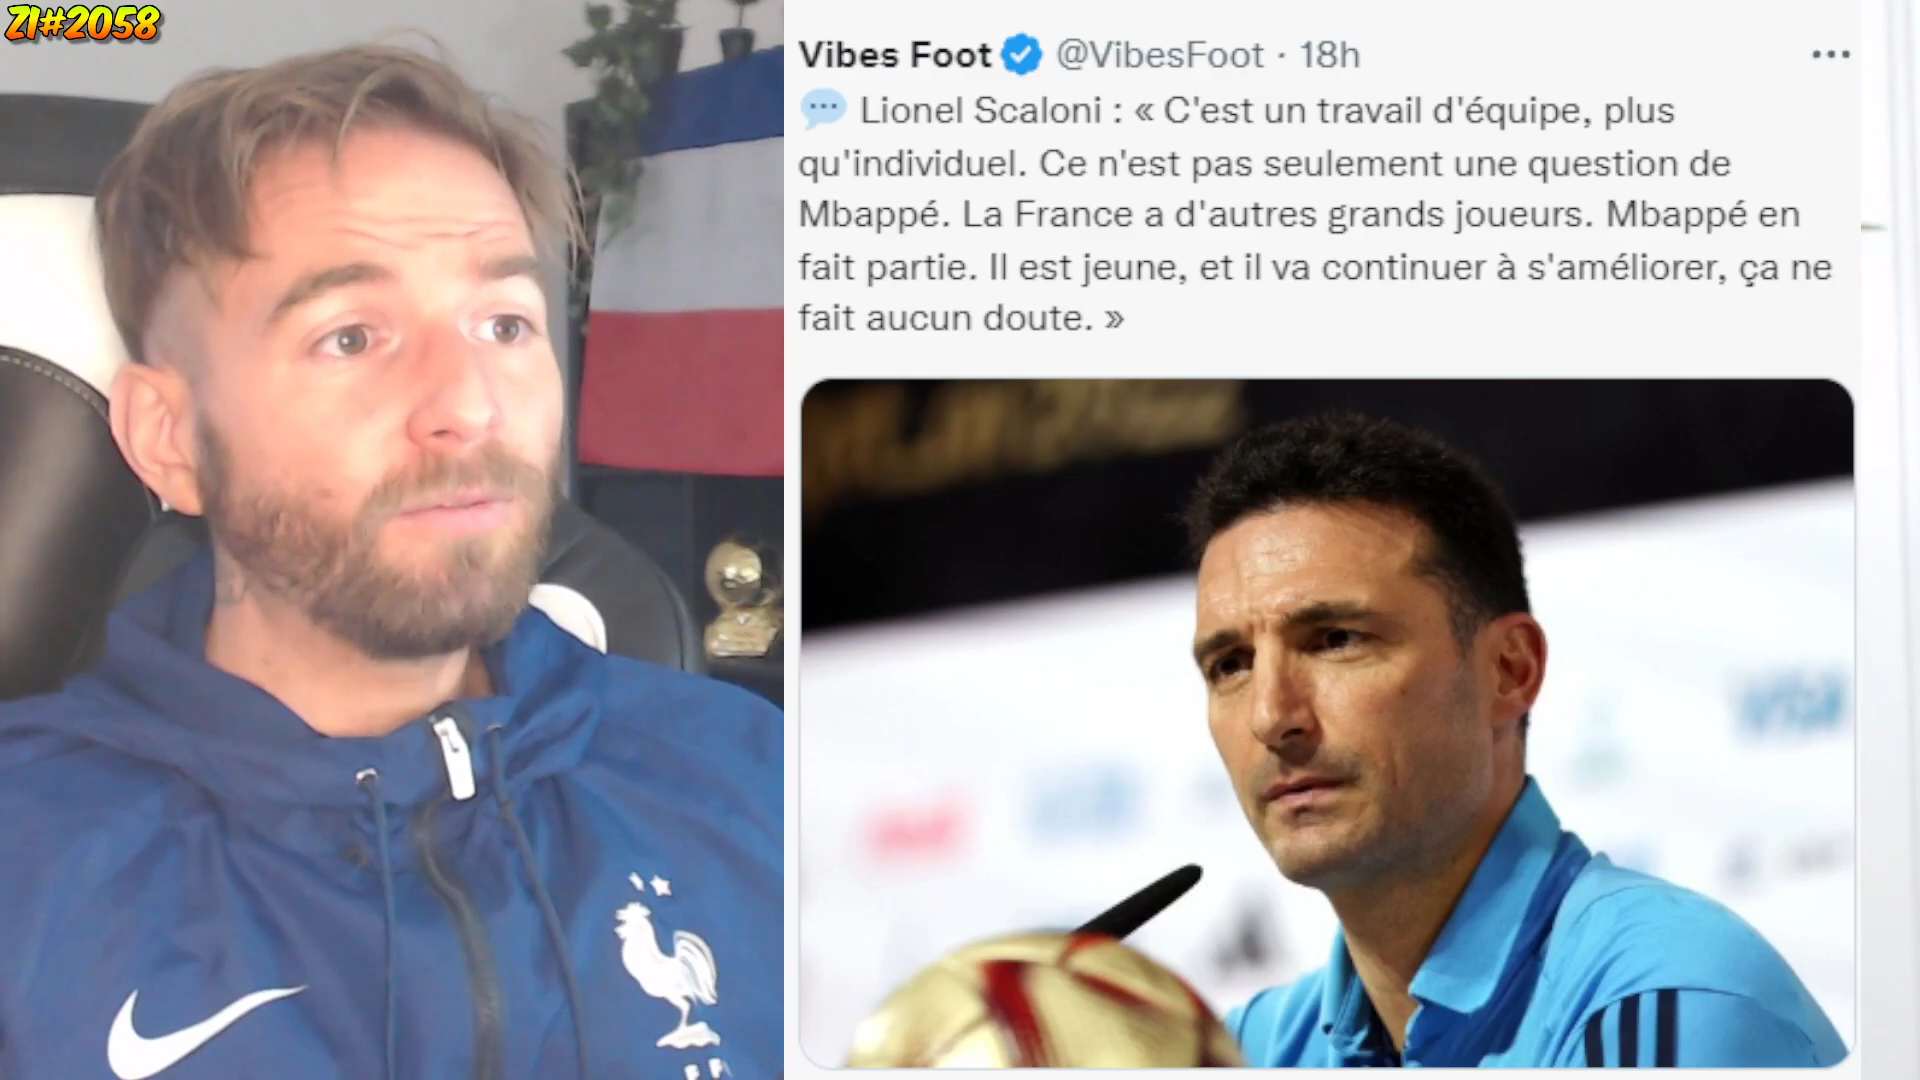 ZI#2058
Vibes Foot @VibesFoot · 18h
Lionel Scaloni : « C'est un travail d'équipe, plus
qu'individuel. Ce n'est pas seulement une question de
Mbappé. La France a d'autres grands joueurs. Mbappé en
fait partie. Il est jeune, et il va continuer à s'améliorer, ça ne
fait aucun doute. »
VISA